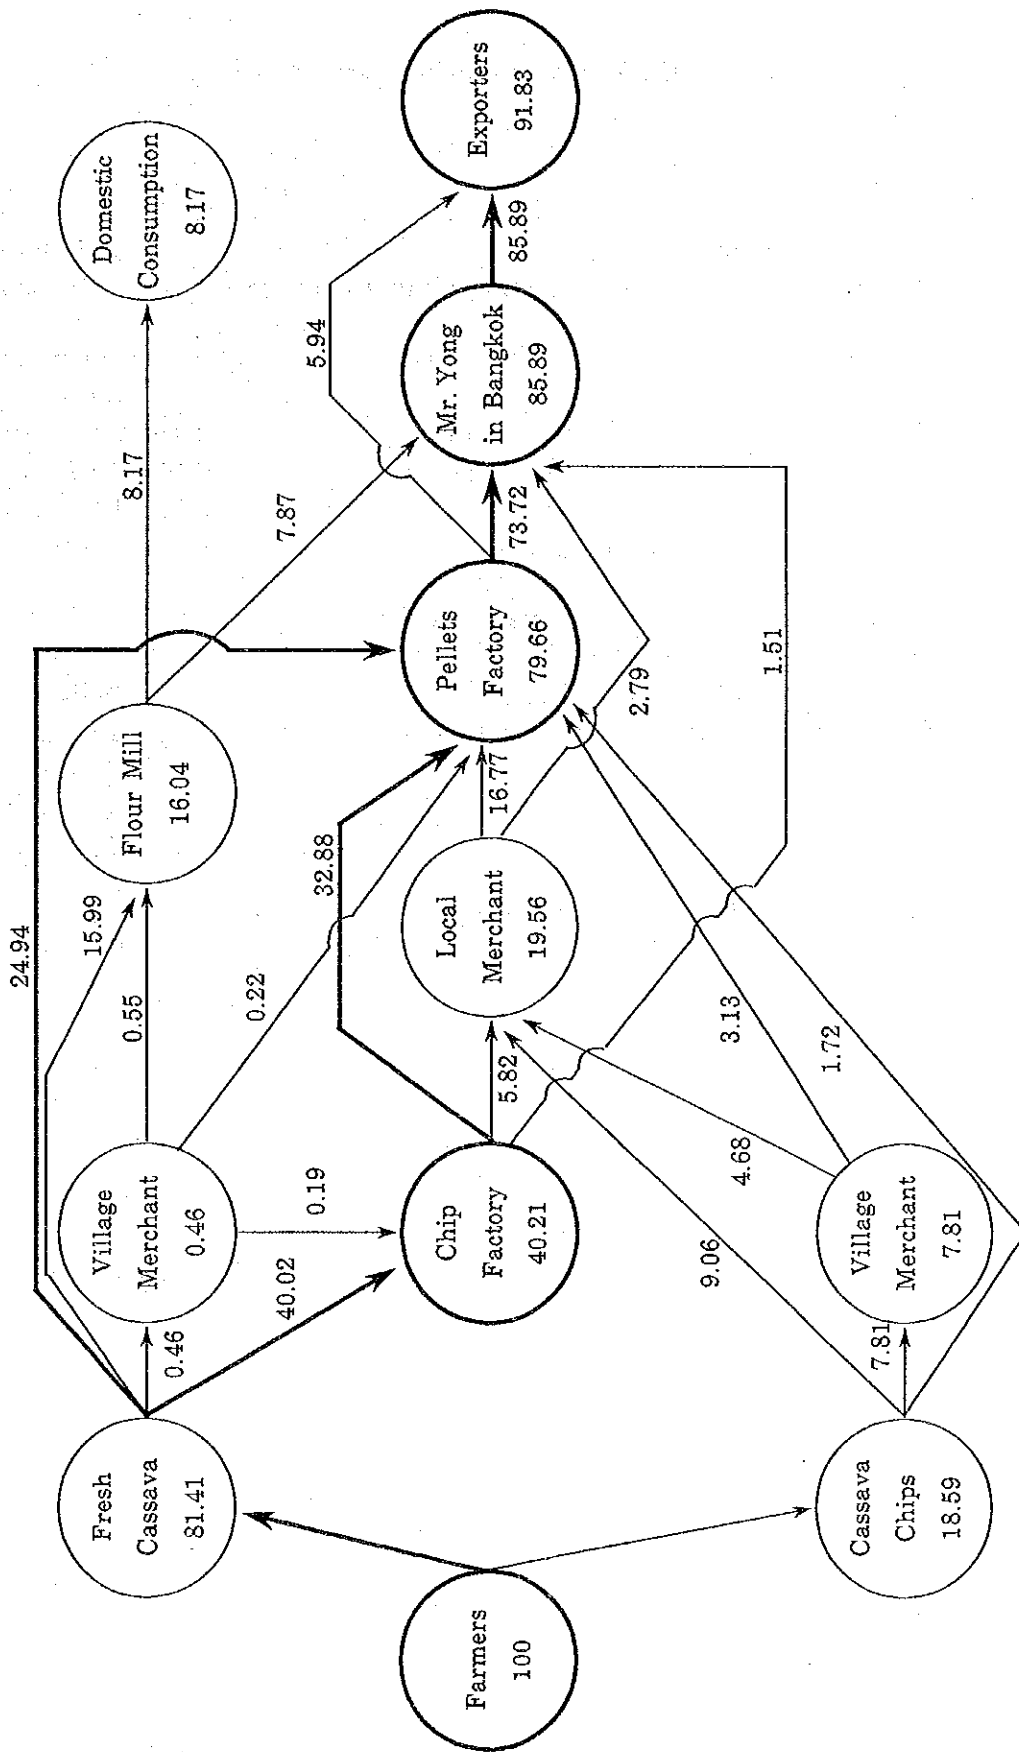 Farmers
100
Fresh
Cassava
81.41
Cassava
Chips
18.59
24.94
15.99
0.46
40.02
Village
Merchant
0.46
0.55
0.22
0.19
Flour Mill
16.04
8.17
7.87
Domestic
Consumption
8.17
Chip
Factory
40.21
32.88
5.82
Local
Merchant
19.56
16.77
2.79
1.51
Pellets
Factory
79.66
5.94
73.72
Mr. Yong
in Bangkok
85.89
85.89
Exporters
91.83
9.06
7.81
Village
Merchant
7.81
4.68
3.13
1.72